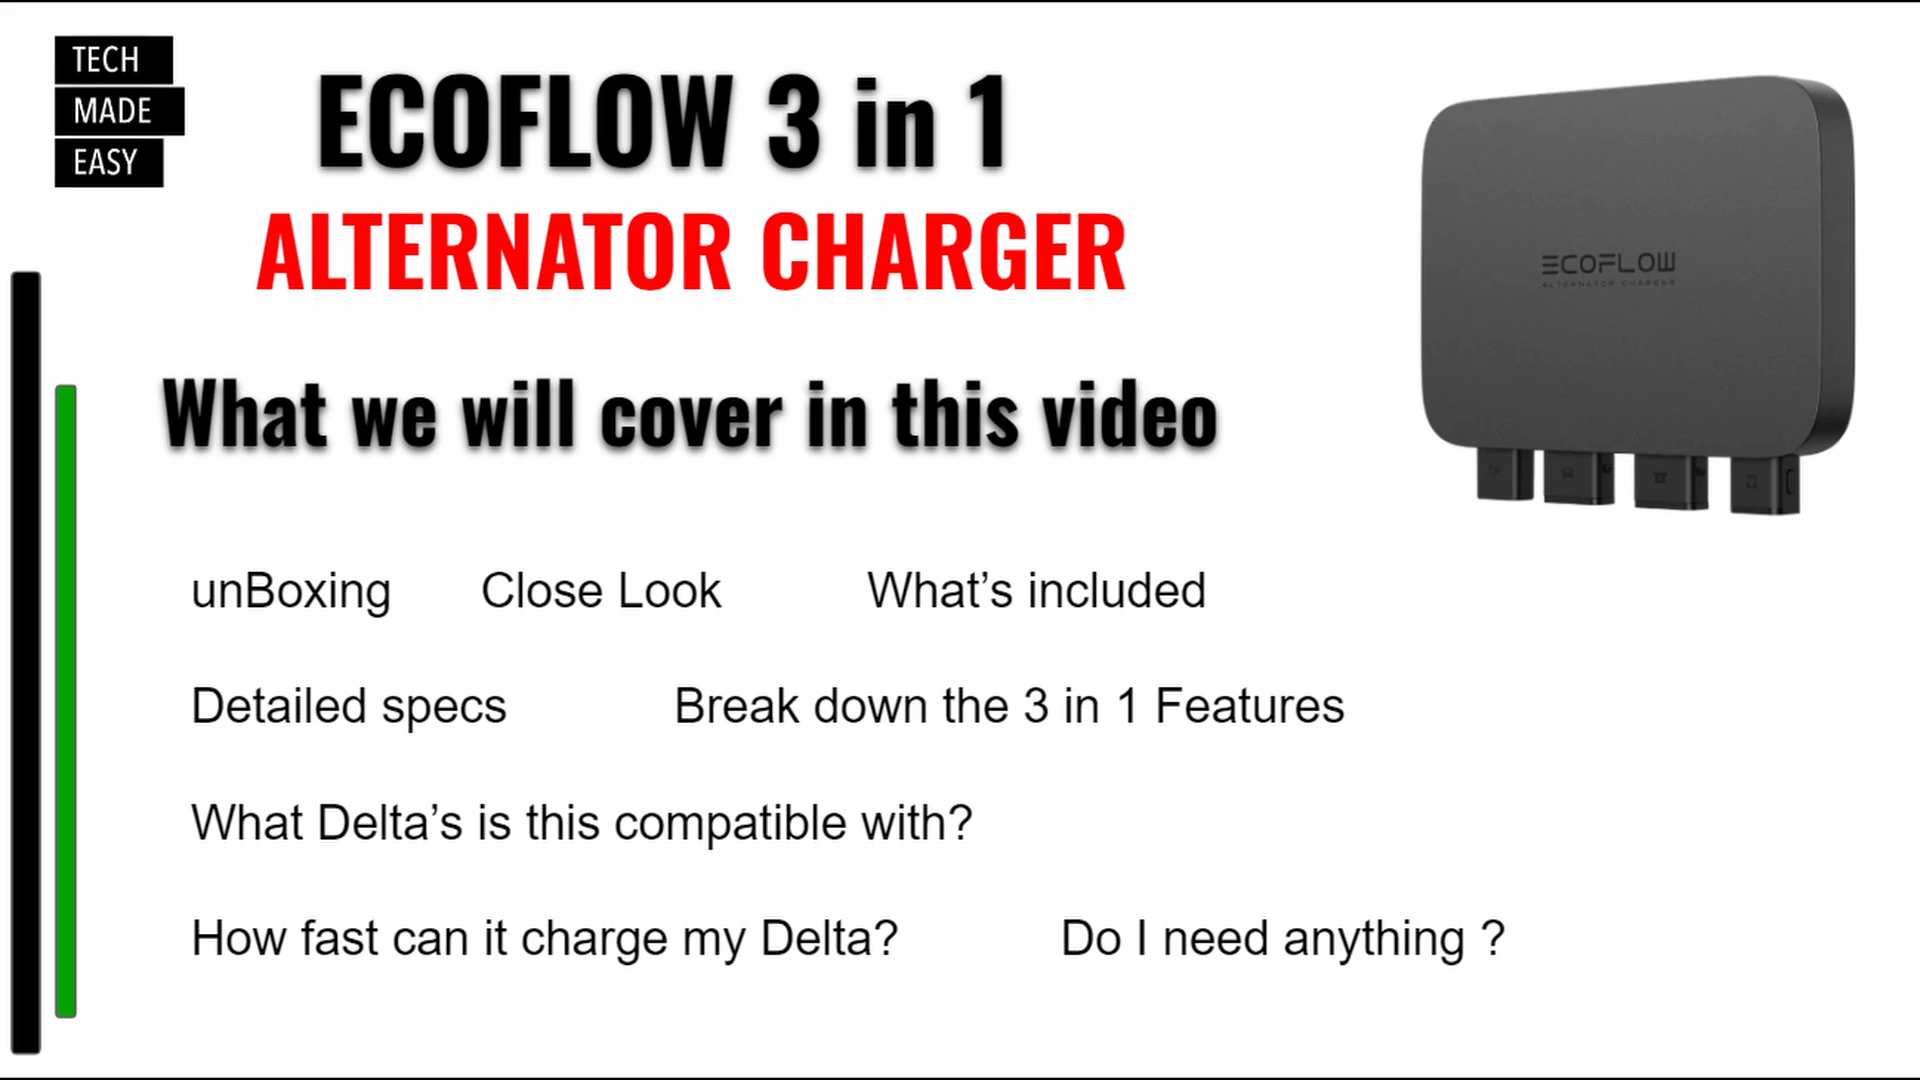 TECH
MADE
EASY
ECOFLOW 3 in 1
ALTERNATOR CHARGER
ECOFLOW
ALTERNATOR CHARGER
What we will cover in this video
unBoxing Close Look What’s included
Detailed specs Break down the 3 in 1 Features
What Delta’s is this compatible with?
How fast can it charge my Delta? Do I need anything ?